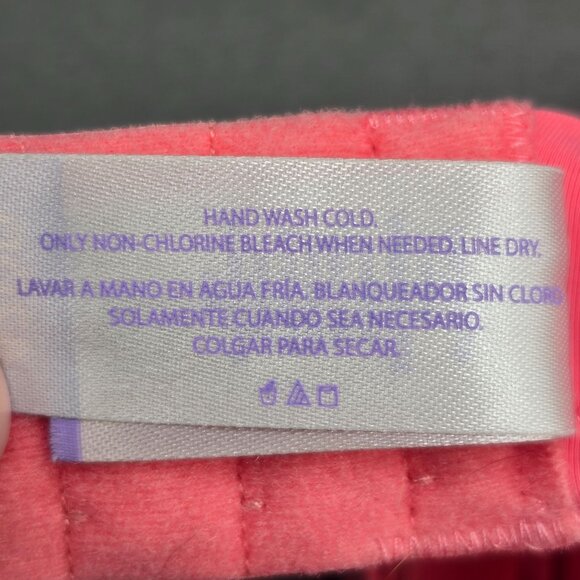 HAND WASH COLD.
ONLY NON-CHLORINE BLEACH WHEN NEEDED. LINE DRY.
LAVAR A MANO EN AGUA FRÍA. BLANQUEADOR SIN CLORO
SOLAMENTE CUANDO SEA NECESARIO.
COLGAR PARA SECAR.